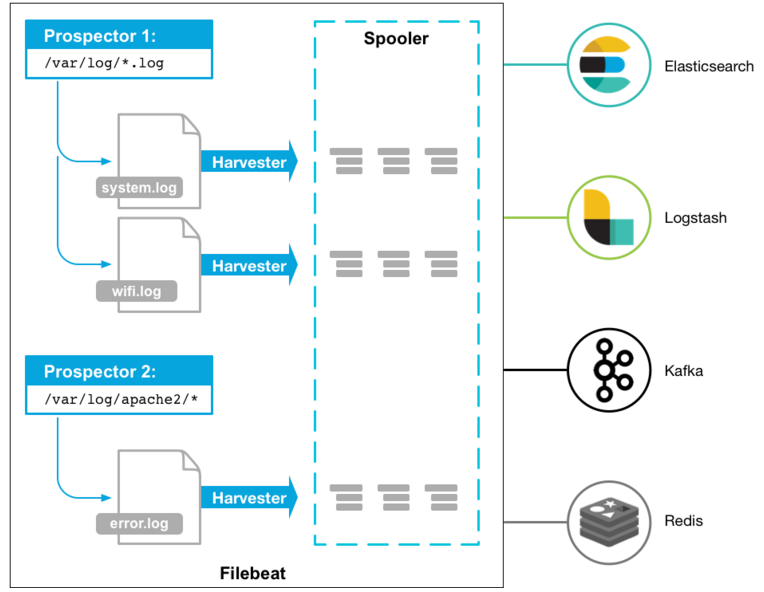 Prospector 1:
/var/log/*.log
Spooler
Elasticsearch
system.log
Harvester
Logstash
wifi.log
Harvester
Prospector 2:
/var/log/apache2/*
Kafka
error.log
Harvester
Redis
Filebeat